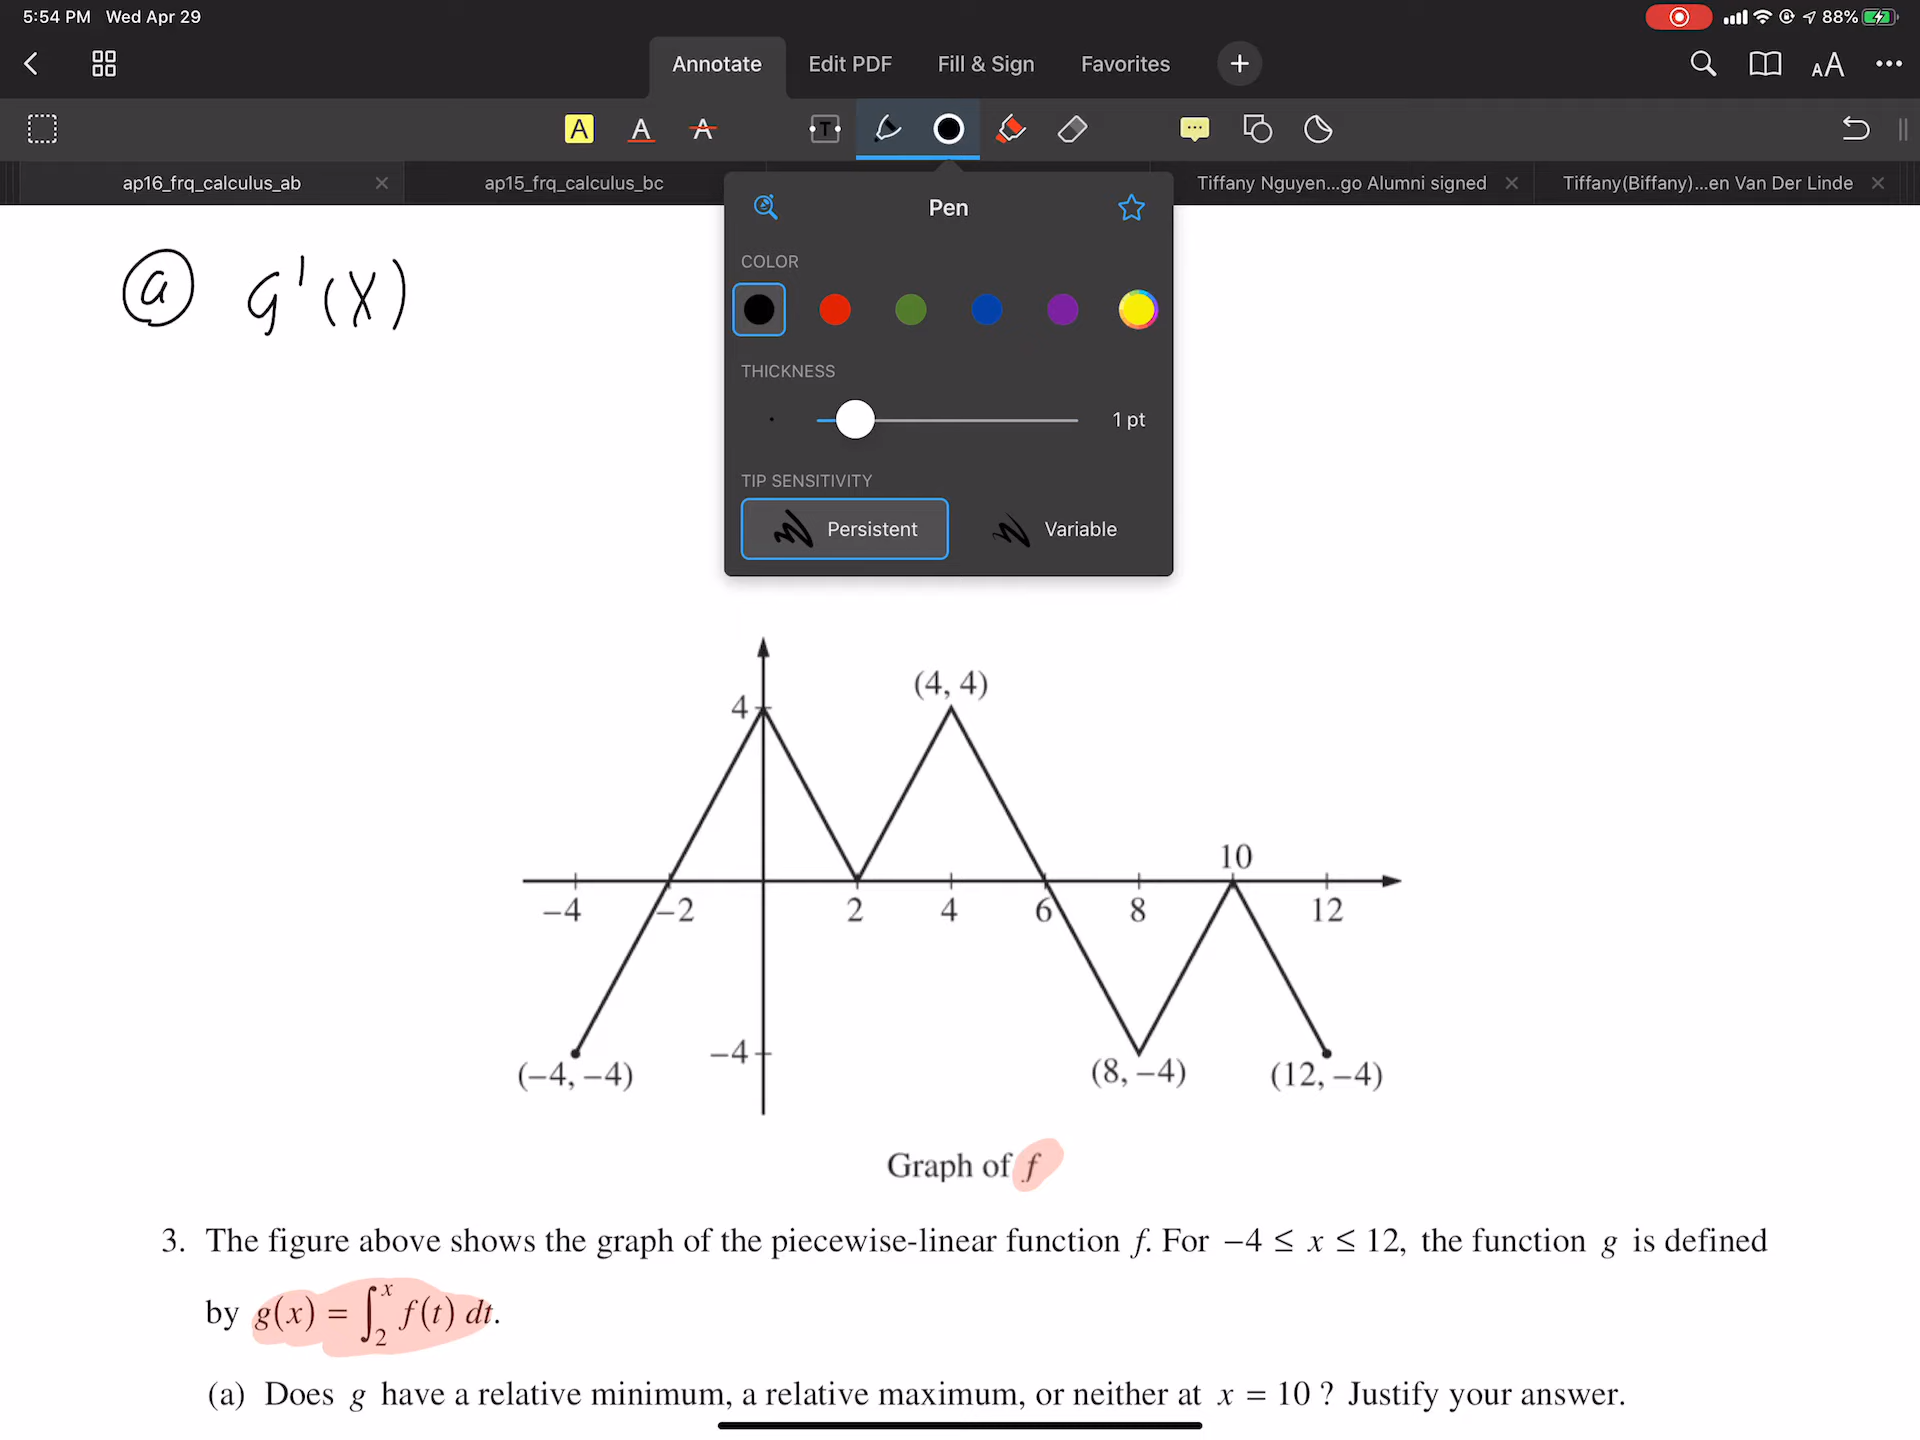 5:54 PM Wed Apr 29 88%
Annotate Edit PDF Fill & Sign Favorites +
AA
A A A T
ap16_frq_calculus_ab × ap15_frq_calculus_bc Tiffany Nguyen...go Alumni signed × Tiffany(Biffany)...en Van Der Linde ×
Pen
COLOR
THICKNESS
1 pt
TIP SENSITIVITY
Persistent Variable
(a) g'(x)
(4, 4)
4
10
−4 −2 2 4 6 8 12
−4
(−4, −4) (8, −4) (12, −4)
Graph of f
3. The figure above shows the graph of the piecewise-linear function f. For −4 ≤ x ≤ 12, the function g is defined
by g(x) = ∫₂ˣ f(t) dt.
(a) Does g have a relative minimum, a relative maximum, or neither at x = 10 ? Justify your answer.